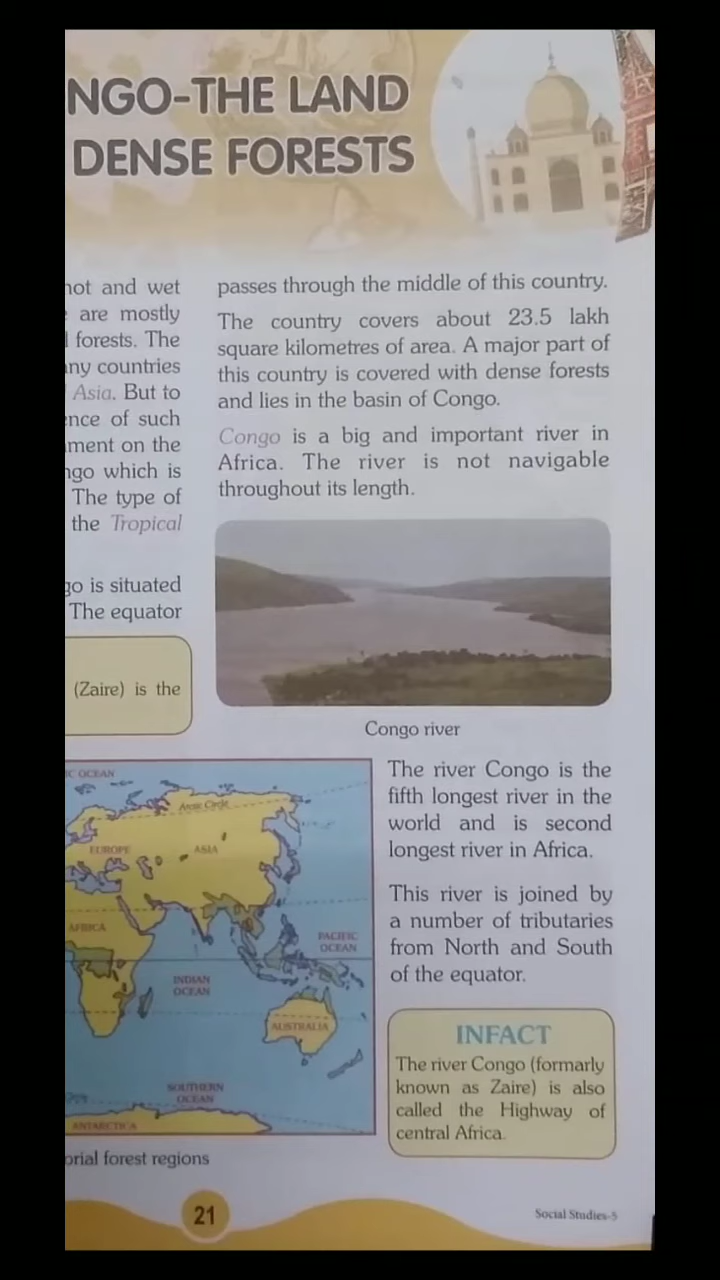 NGO-THE LAND
DENSE FORESTS
hot and wet
are mostly
forests. The
any countries
Asia. But to
ence of such
ment on the
ngo which is
The type of
the Tropical
go is situated
The equator
(Zaire) is the
passes through the middle of this country.
The country covers about 23.5 lakh
square kilometres of area. A major part of
this country is covered with dense forests
and lies in the basin of Congo.
Congo is a big and important river in
Africa. The river is not navigable
throughout its length.
Congo river
IC OCEAN
Arctic Circle
EUROPE
ASIA
AFRICA
PACIFIC
OCEAN
INDIAN
OCEAN
AUSTRALIA
SOUTHERN
OCEAN
ANTARCTICA
orial forest regions
The river Congo is the
fifth longest river in the
world and is second
longest river in Africa.
This river is joined by
a number of tributaries
from North and South
of the equator.
INFACT
The river Congo (formarly
known as Zaire) is also
called the Highway of
central Africa.
21
Social Studies-5